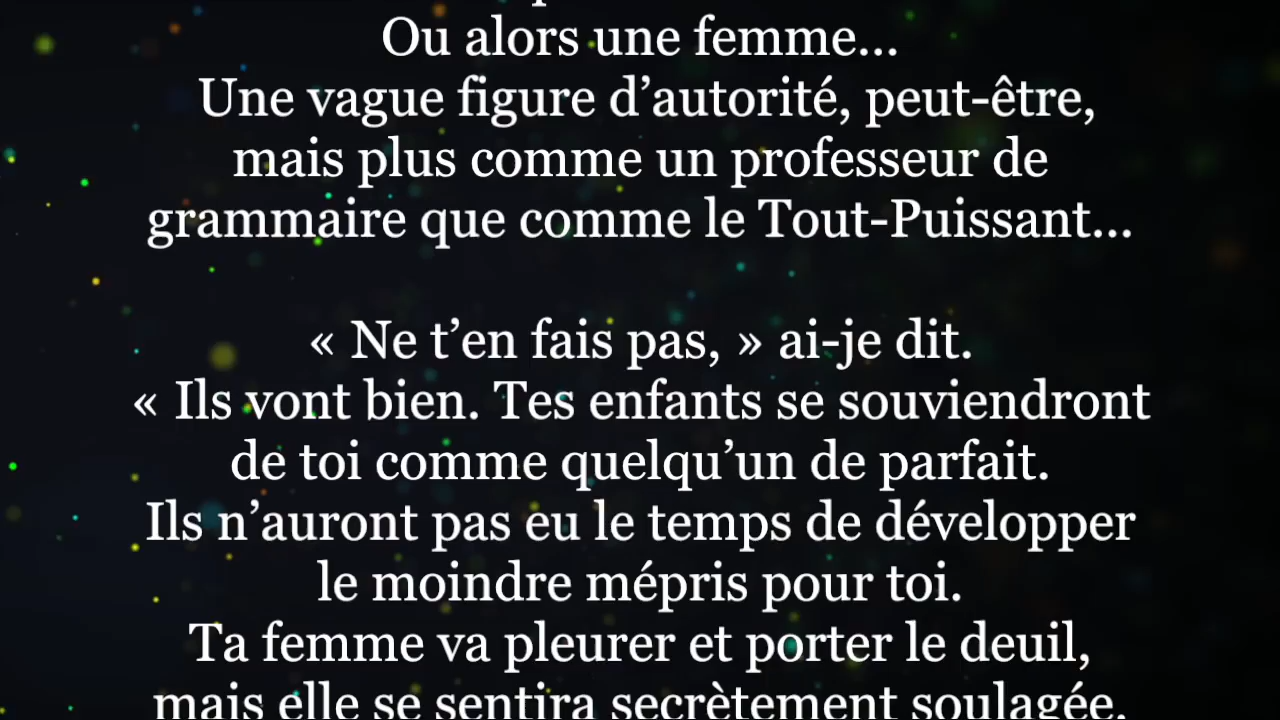 Ou alors une femme...
Une vague figure d’autorité, peut-être,
mais plus comme un professeur de
grammaire que comme le Tout-Puissant...
« Ne t’en fais pas, » ai-je dit.
« Ils vont bien. Tes enfants se souviendront
de toi comme quelqu’un de parfait.
Ils n’auront pas eu le temps de développer
le moindre mépris pour toi.
Ta femme va pleurer et porter le deuil,
mais elle se sentira secrètement soulagée.